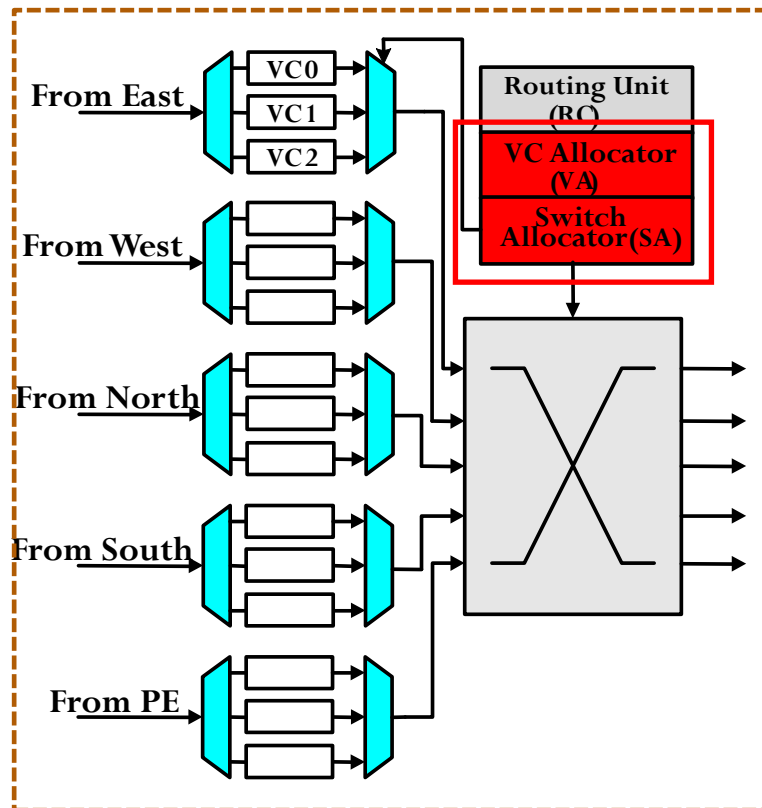 From East
VC0
VC1
VC2
Routing Unit
(RC)
VC Allocator
(VA)
Switch
Allocator(SA)
From West
From North
From South
From PE